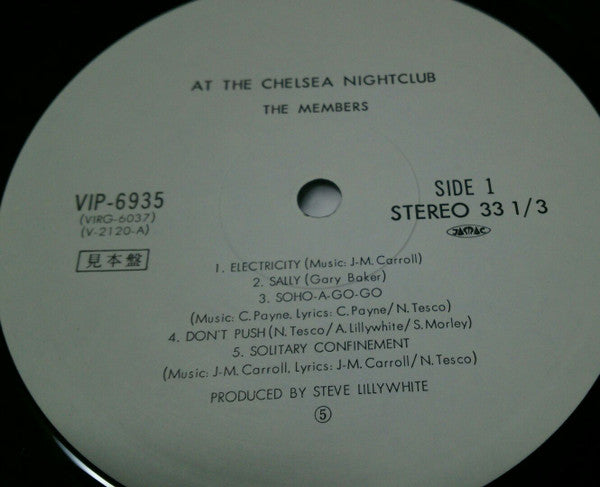 AT THE CHELSEA NIGHTCLUB
THE MEMBERS
VIP-6935
(VIRG-6037)
(V-2120-A)
見本盤
SIDE 1
STEREO 33 1/3
JASRAC
1. ELECTRICITY (Music: J-M. Carroll)
2. SALLY (Gary Baker)
3. SOHO-A-GO-GO
(Music: C. Payne. Lyrics: C. Payne/N. Tesco)
4. DON'T PUSH (N. Tesco/A. Lillywhite/S. Morley)
5. SOLITARY CONFINEMENT
(Music: J-M. Carroll. Lyrics: J-M. Carroll/N. Tesco)
PRODUCED BY STEVE LILLYWHITE
⑤